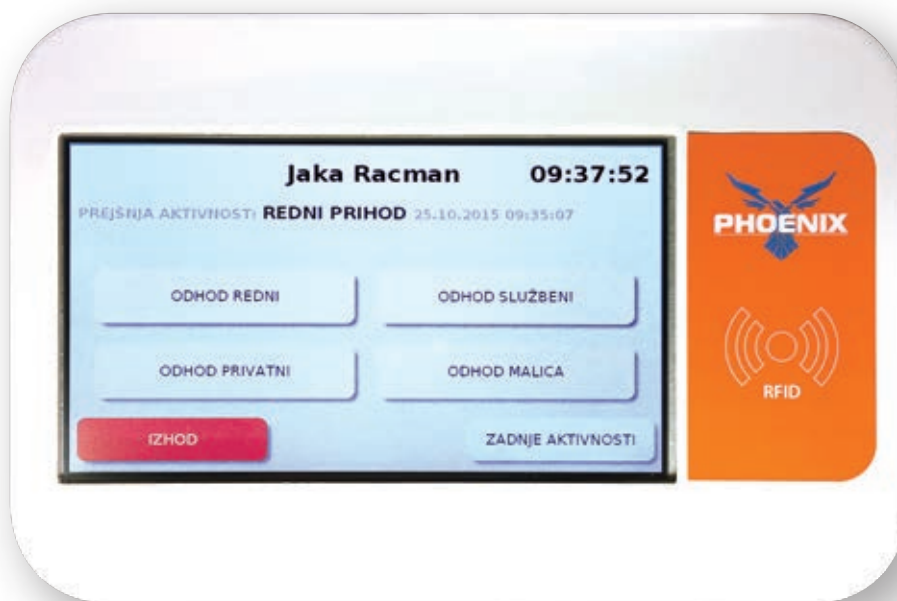 Jaka Racman 09:37:52
PREJŠNJA AKTIVNOST: REDNI PRIHOD 25.10.2015 09:35:07
PHOENIX
ODHOD REDNI ODHOD SLUŽBENI
ODHOD PRIVATNI ODHOD MALICA
RFID
IZHOD ZADNJE AKTIVNOSTI